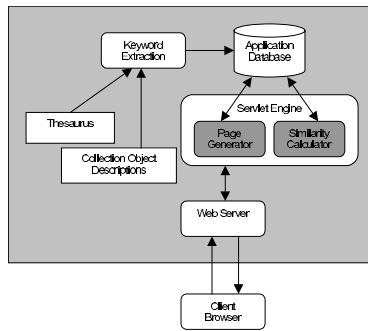 Keyword
Extraction
Application
Database
Thesaurus
Collection Object
Descriptions
Servlet Engine
Page
Generator
Similarity
Calculator
Web Server
Client
Browser